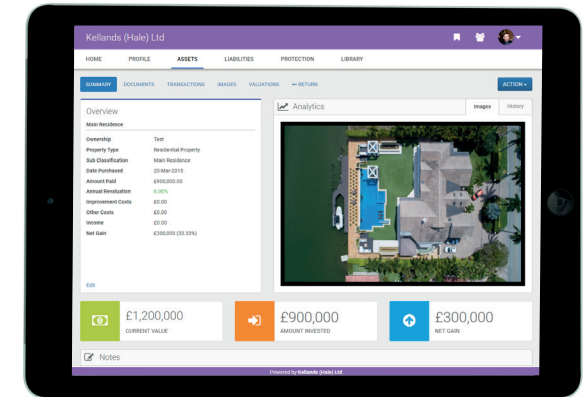 Kellands (Hale) Ltd
HOME PROFILE ASSETS LIABILITIES PROTECTION LIBRARY
SUMMARY DOCUMENTS TRANSACTIONS IMAGES VALUATIONS RETURN ACTION
Overview
Main Residence
Ownership Test
Property Type Residential Property
Sub Classification Main Residence
Date Purchased 20-Mar-2015
Amount Paid £900,000.00
Annual Revaluation 6.00%
Improvement Costs £0.00
Other Costs £0.00
Income £0.00
Net Gain £300,000 (33.33%)
Edit
Analytics Images History
£1,200,000
CURRENT VALUE
£900,000
AMOUNT INVESTED
£300,000
NET GAIN
Notes
Powered by Kellands (Hale) Ltd